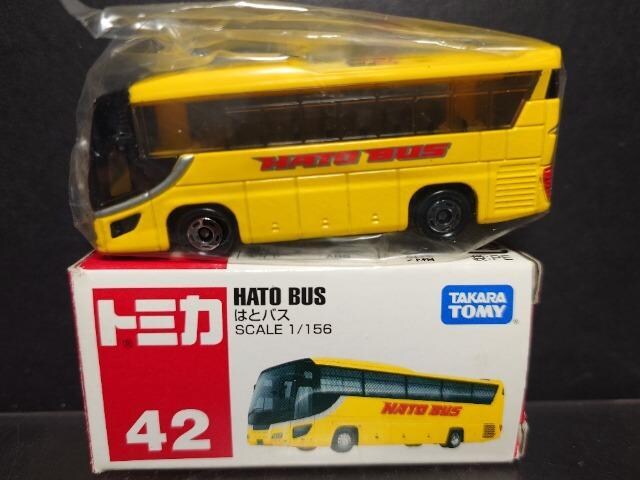 HATO BUS
トミカ
42
HATO BUS
はとバス
SCALE 1/156
TAKARA
TOMY
HATO BUS